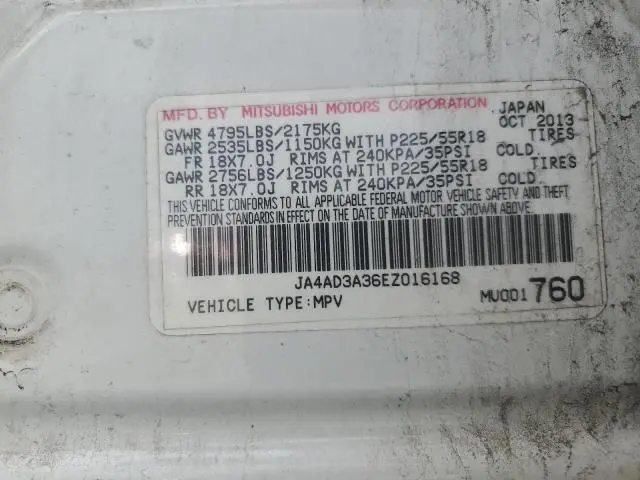 MFD. BY MITSUBISHI MOTORS CORPORATION JAPAN
GVWR 4795LBS/2175KG OCT 2013
GAWR 2535LBS/1150KG WITH P225/55R18 TIRES
FR 18X7.0J RIMS AT 240KPA/35PSI COLD.
GAWR 2756LBS/1250KG WITH P225/55R18 TIRES
RR 18X7.0J RIMS AT 240KPA/35PSI COLD.
THIS VEHICLE CONFORMS TO ALL APPLICABLE FEDERAL MOTOR VEHICLE SAFETY AND THEFT
PREVENTION STANDARDS IN EFFECT ON THE DATE OF MANUFACTURE SHOWN ABOVE.
JA4AD3A36EZ016168
VEHICLE TYPE:MPV MU001 760